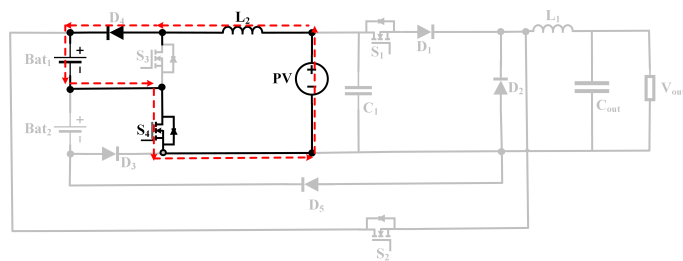 D₄
L₂
L₁
Bat₁
+
S₃
PV
+
S₁
D₁
D₂
C₁
Cout
Vout
Bat₂
+
S₄
D₃
D₅
S₂